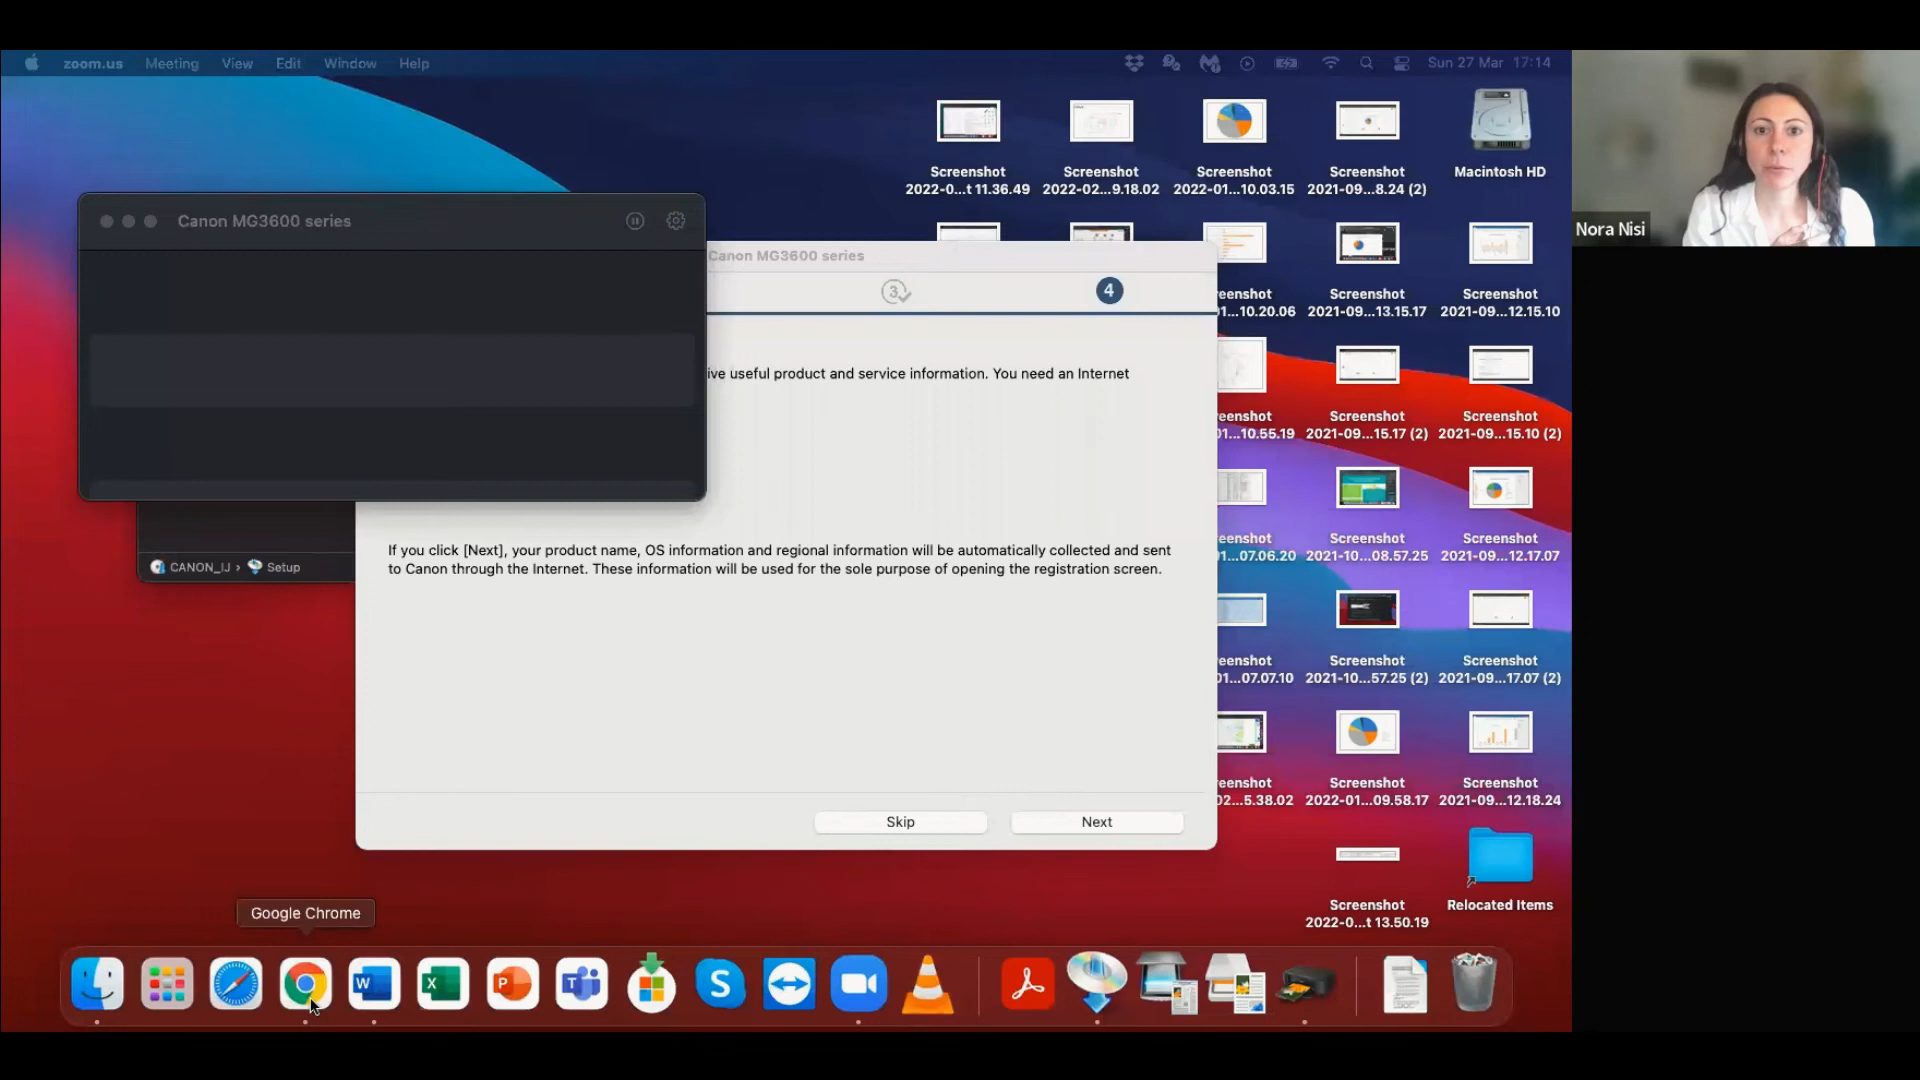 zoom.us Meeting View Edit Window Help Sun 27 Mar 17:14
Nora Nisi
Screenshot
2022-0...t 11.36.49
Screenshot
2022-02...9.18.02
Screenshot
2022-01...10.03.15
Screenshot
2021-09...8.24 (2)
Macintosh HD
Canon MG3600 series
Canon MG3600 series
3
4
ive useful product and service information. You need an Internet
If you click [Next], your product name, OS information and regional information will be automatically collected and sent
to Canon through the Internet. These information will be used for the sole purpose of opening the registration screen.
CANON_IJ › Setup
Skip
Next
eenshot
1...10.20.06
Screenshot
2021-09...13.15.17
Screenshot
2021-09...12.15.10
eenshot
01...10.55.19
Screenshot
2021-09...15.17 (2)
Screenshot
2021-09...15.10 (2)
eenshot
01...07.06.20
Screenshot
2021-10...08.57.25
Screenshot
2021-09...12.17.07
eenshot
01...07.07.10
Screenshot
2021-10...57.25 (2)
Screenshot
2021-09...17.07 (2)
eenshot
02...5.38.02
Screenshot
2022-01...09.58.17
Screenshot
2021-09...12.18.24
Screenshot
2022-0...t 13.50.19
Relocated Items
Google Chrome
W
X
P
T
S
DOC